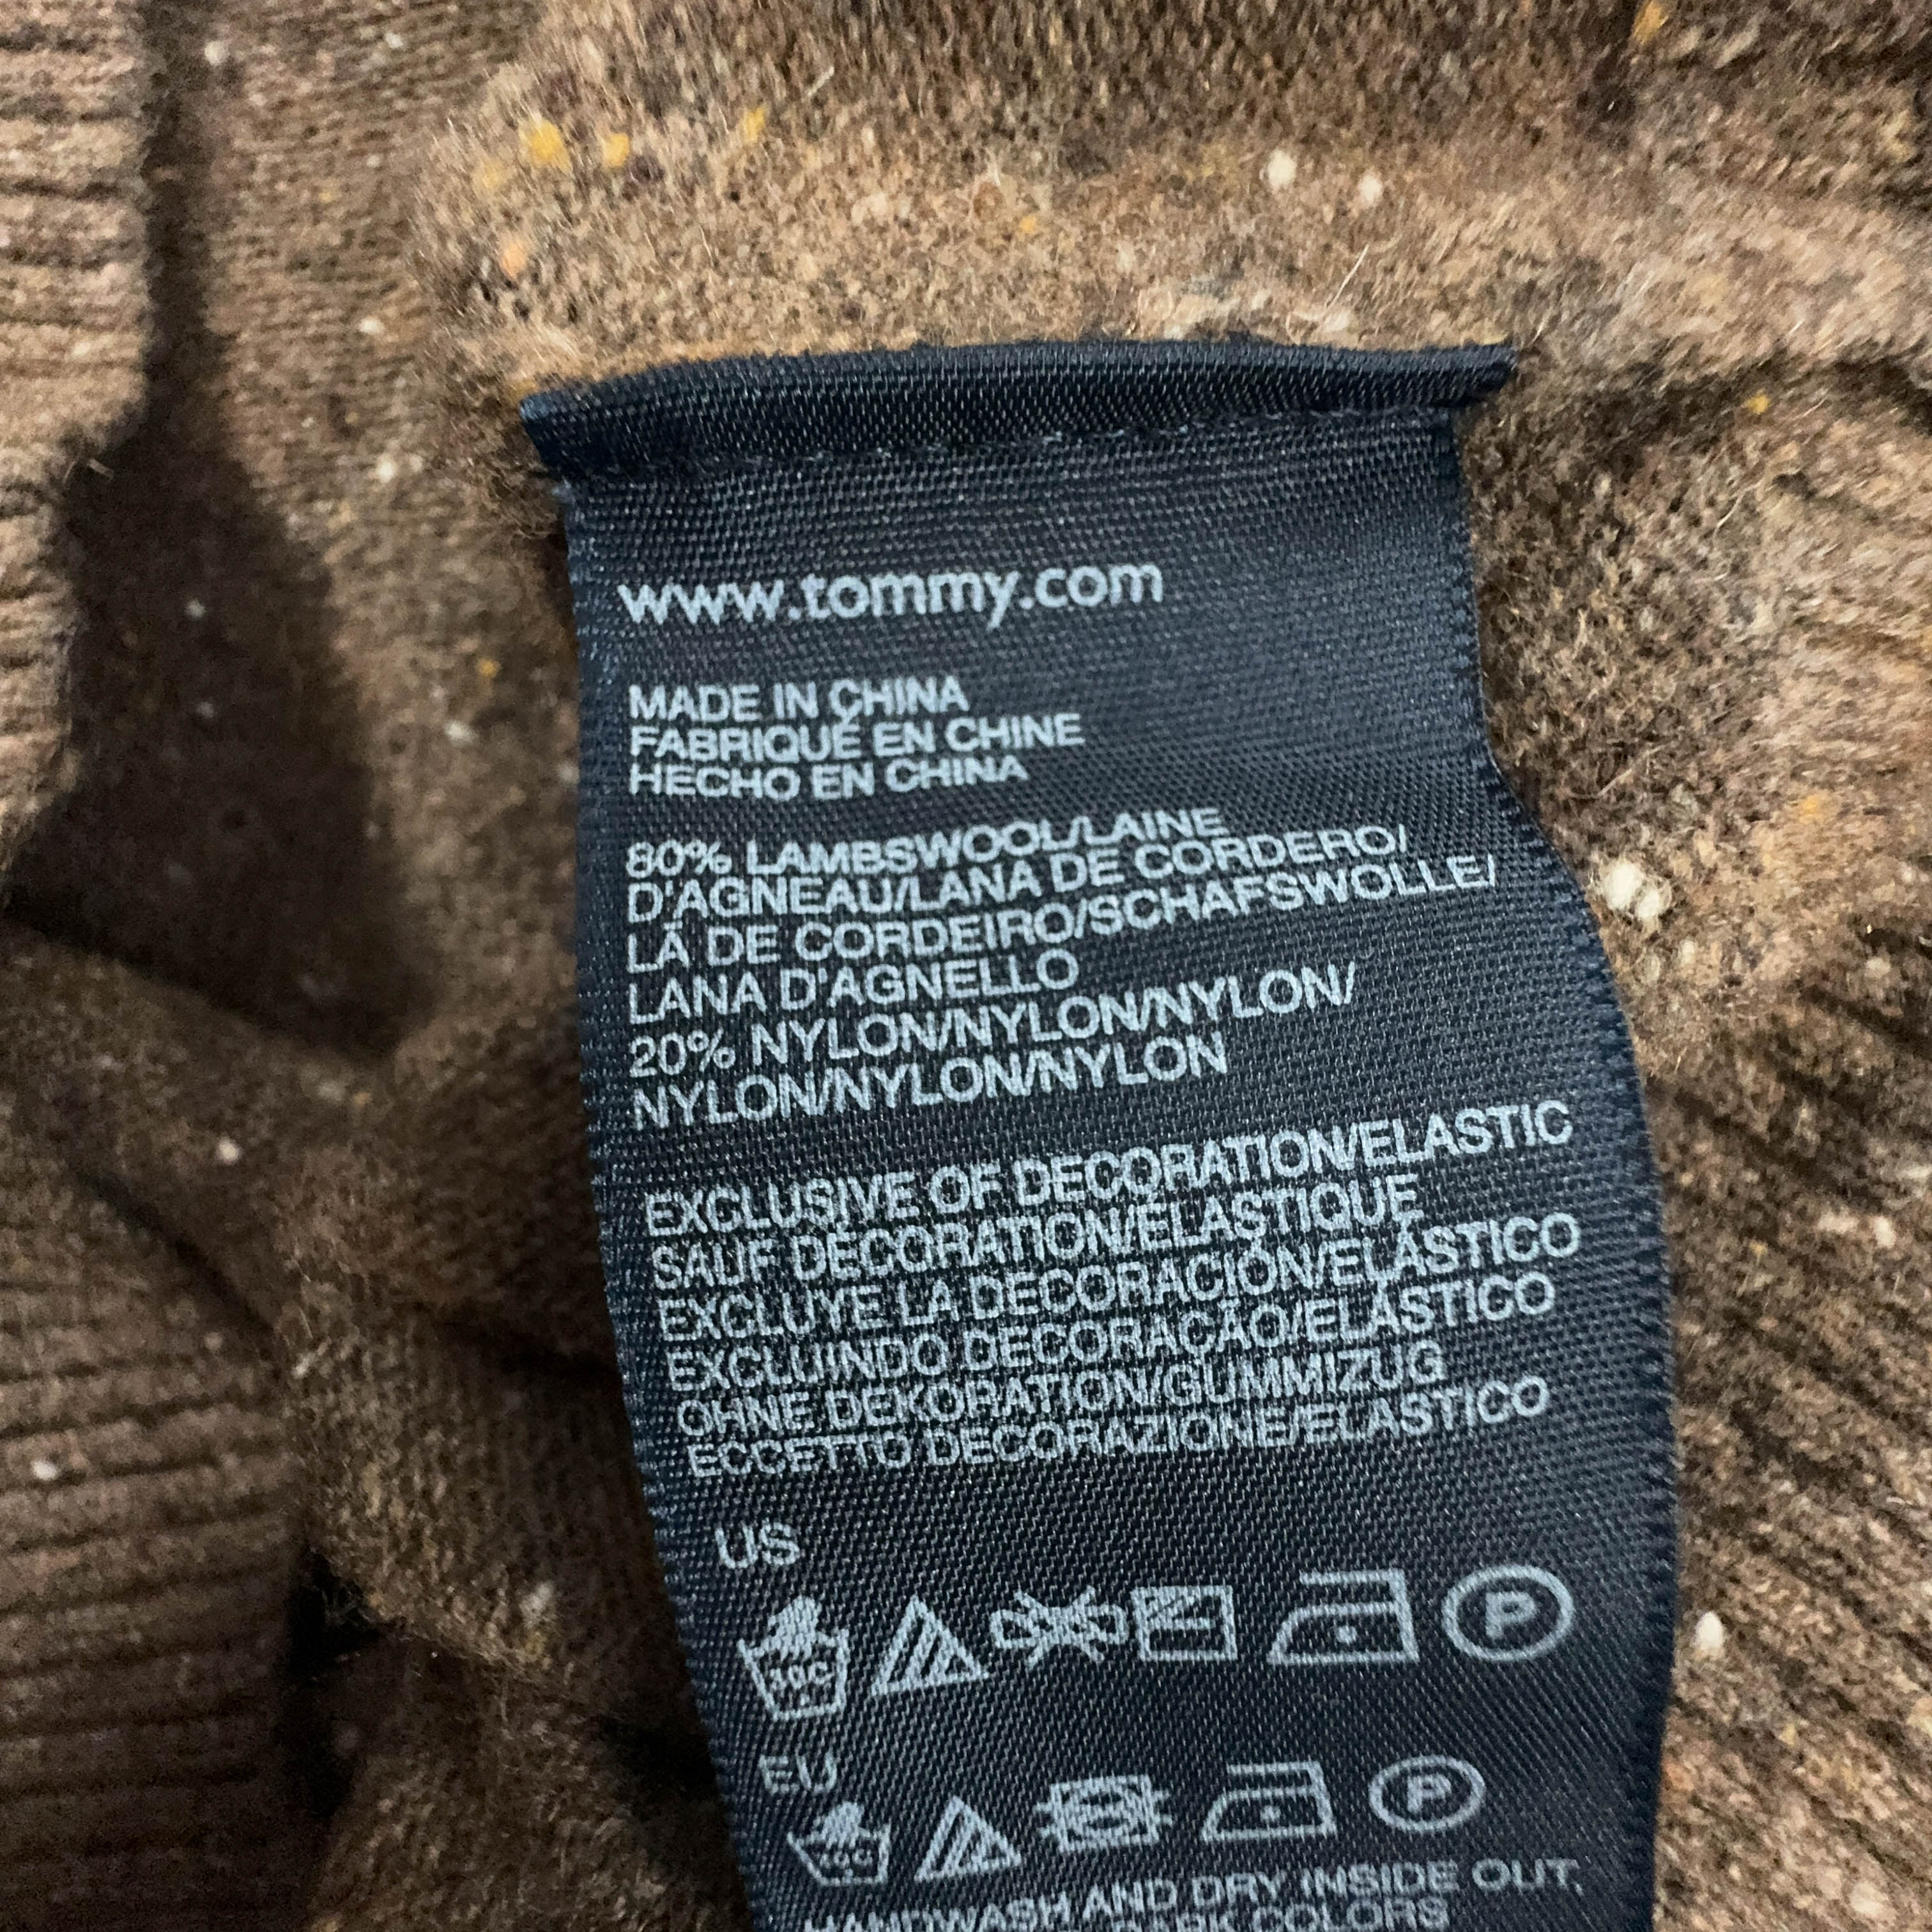 www.tommy.com
MADE IN CHINA
FABRIQUÉ EN CHINE
HECHO EN CHINA
80% LAMBSWOOL/LAINE
D'AGNEAU/LANA DE CORDERO/
LÃ DE CORDEIRO/SCHAFSWOLLE/
LANA D'AGNELLO
20% NYLON/NYLON/NYLON/
NYLON/NYLON/NYLON
EXCLUSIVE OF DECORATION/ELASTIC
SAUF DÉCORATION/ÉLASTIQUE
EXCLUYE LA DECORACIÓN/ELÁSTICO
EXCLUINDO DECORAÇÃO/ELÁSTICO
OHNE DEKORATION/GUMMIZUG
ECCETTO DECORAZIONE/ELASTICO
US
30C P
EU
P
HANDWASH AND DRY INSIDE OUT,
DARK COLORS